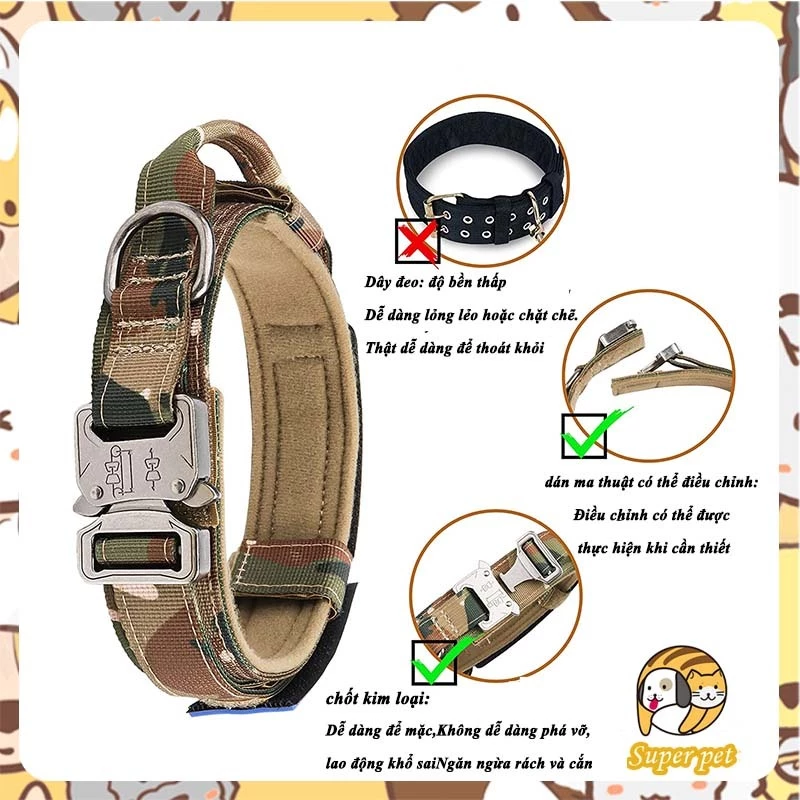 Dây đeo: độ bền thấp
Dễ dàng lỏng lẻo hoặc chặt chẽ.
Thật dễ dàng để thoát khỏi
dán ma thuật có thể điều chỉnh:
Điều chỉnh có thể được
thực hiện khi cần thiết
chốt kim loại:
Dễ dàng để mặc,Không dễ dàng phá vỡ,
lao động khổ saiNgăn ngừa rách và cắn
Super pet